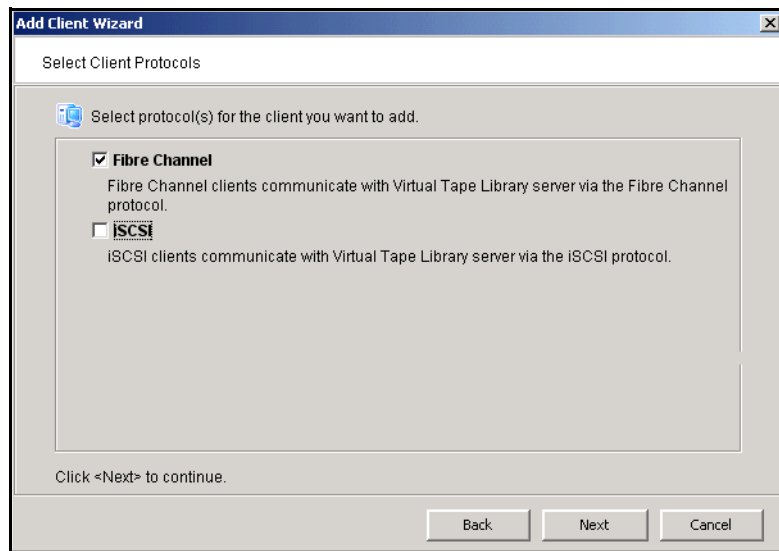 Add Client Wizard
Select Client Protocols
Select protocol(s) for the client you want to add.
Fibre Channel
Fibre Channel clients communicate with Virtual Tape Library server via the Fibre Channel
protocol.
iSCSI
iSCSI clients communicate with Virtual Tape Library server via the iSCSI protocol.
Click <Next> to continue.
Back Next Cancel